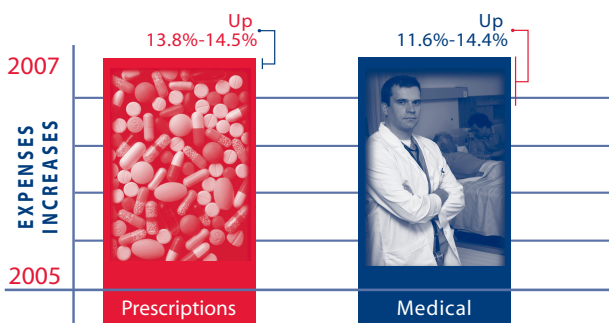 Up
13.8%-14.5%
Up
11.6%-14.4%
2007
EXPENSES
INCREASES
2005
Prescriptions
Medical